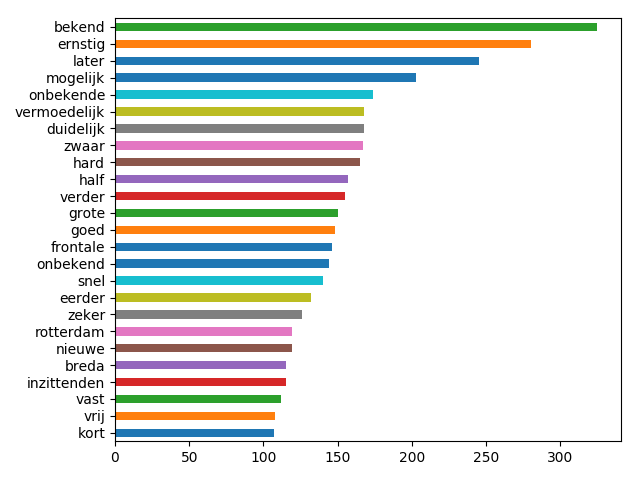 bekend
ernstig
later
mogelijk
onbekende
vermoedelijk
duidelijk
zwaar
hard
half
verder
grote
goed
frontale
onbekend
snel
eerder
zeker
rotterdam
nieuwe
breda
inzittenden
vast
vrij
kort
0 50 100 150 200 250 300